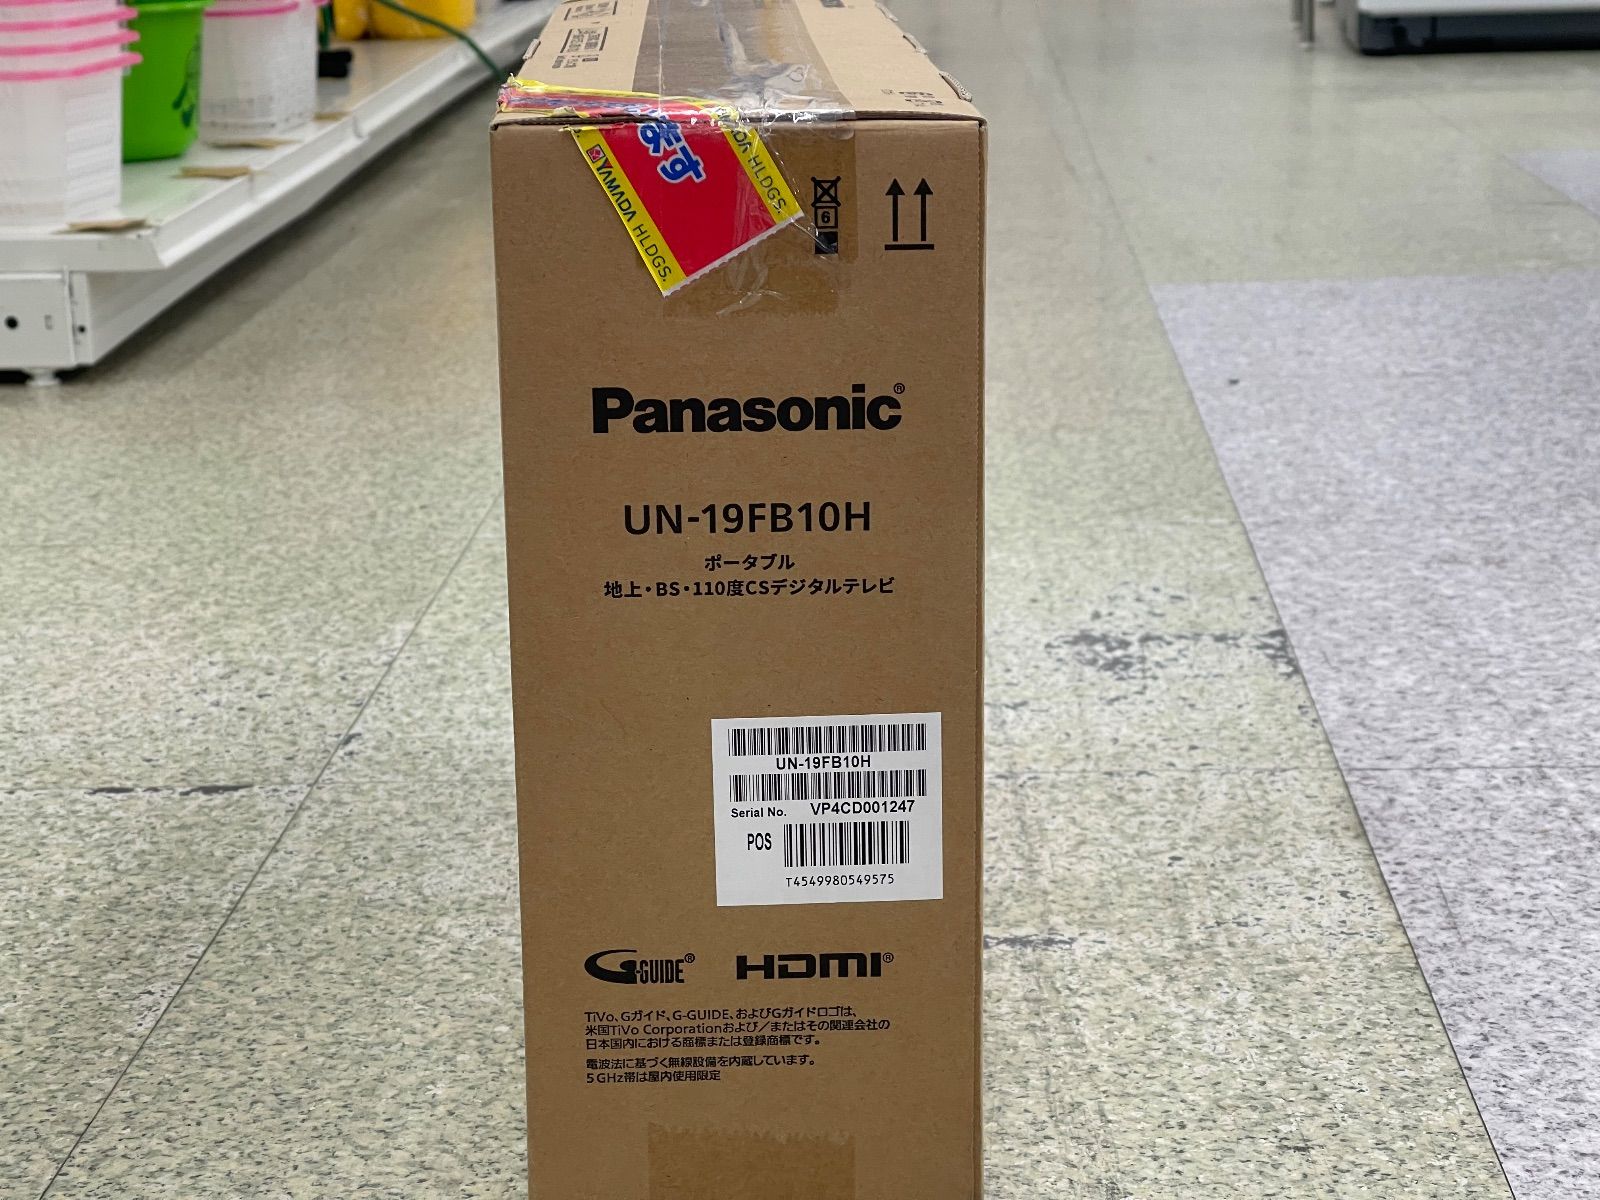 ます
YAMADA HLDGS.
YAMADA HLDGS.
6
Panasonic®
UN-19FB10H
ポータブル
地上・BS・110度CSデジタルテレビ
UN-19FB10H
Serial No. VP4CD001247
POS
T4549980549575
G-GUIDE®
HDMI®
TiVo、Gガイド、G-GUIDE、およびGガイドロゴは、
米国TiVo Corporationおよび／またはその関連会社の
日本国内における商標または登録商標です。
電波法に基づく無線設備を内蔵しています。
5GHz帯は屋内使用限定